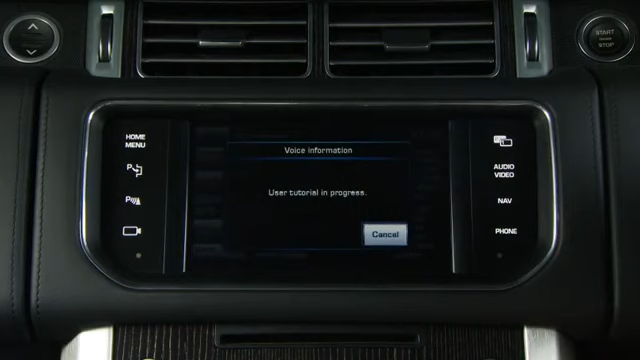 START
STOP
HOME
MENU
Voice information
AUDIO
VIDEO
P
User tutorial in progress.
P
NAV
Cancel
PHONE